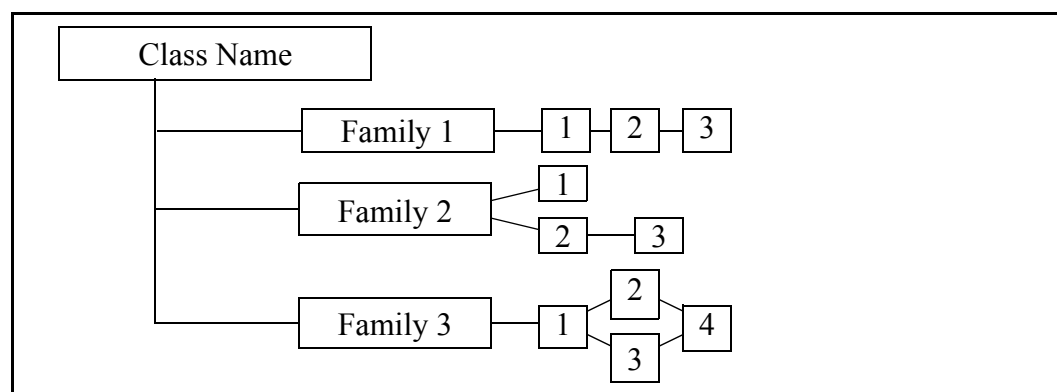 Class Name
Family 1 1 2 3
Family 2 1
2 3
Family 3 1 2 4
3